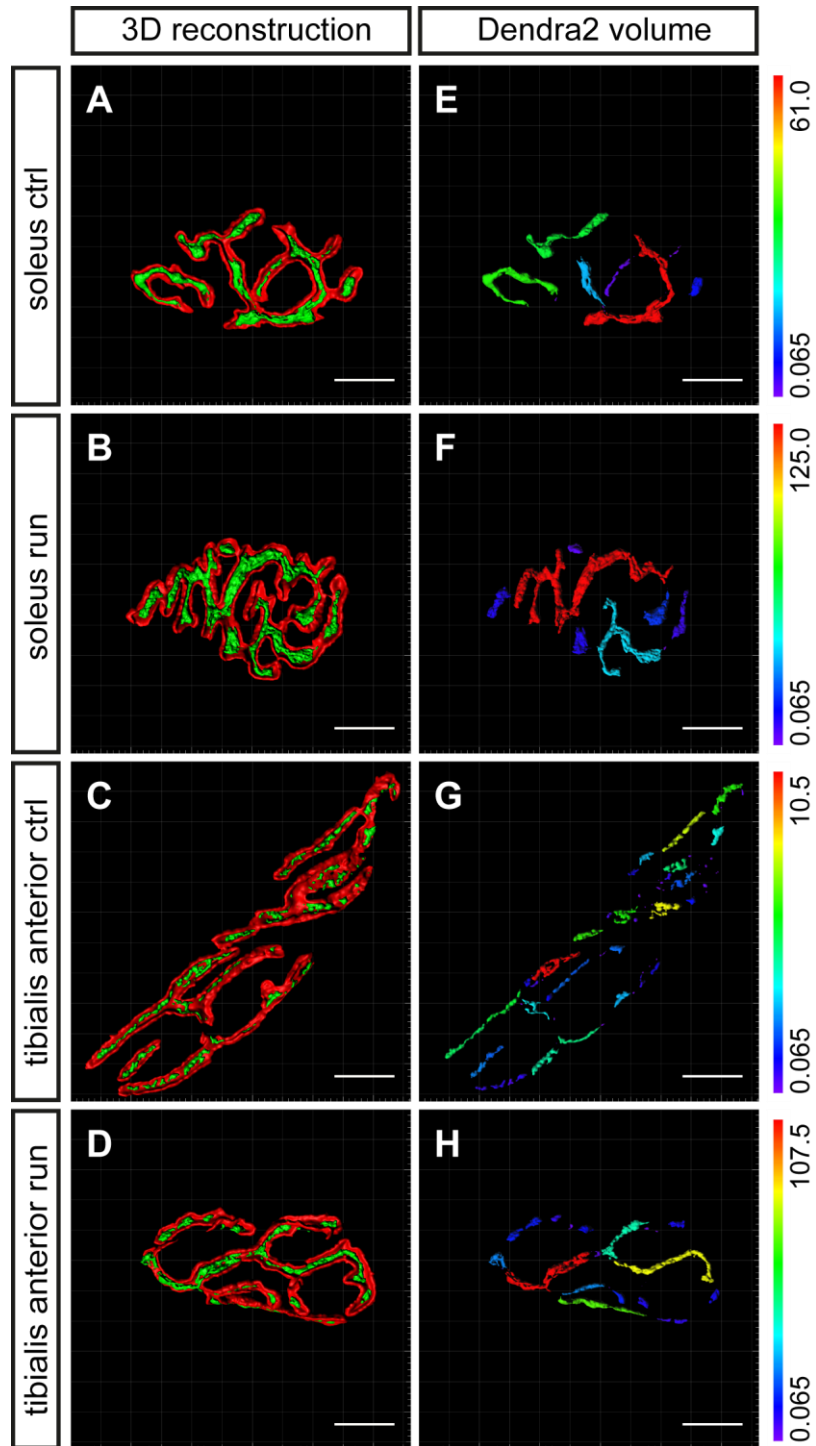 3D reconstruction
Dendra2 volume
soleus ctrl
A
E
61.0
0.065
soleus run
B
F
125.0
0.065
tibialis anterior ctrl
C
G
10.5
0.065
tibialis anterior run
D
H
107.5
0.065